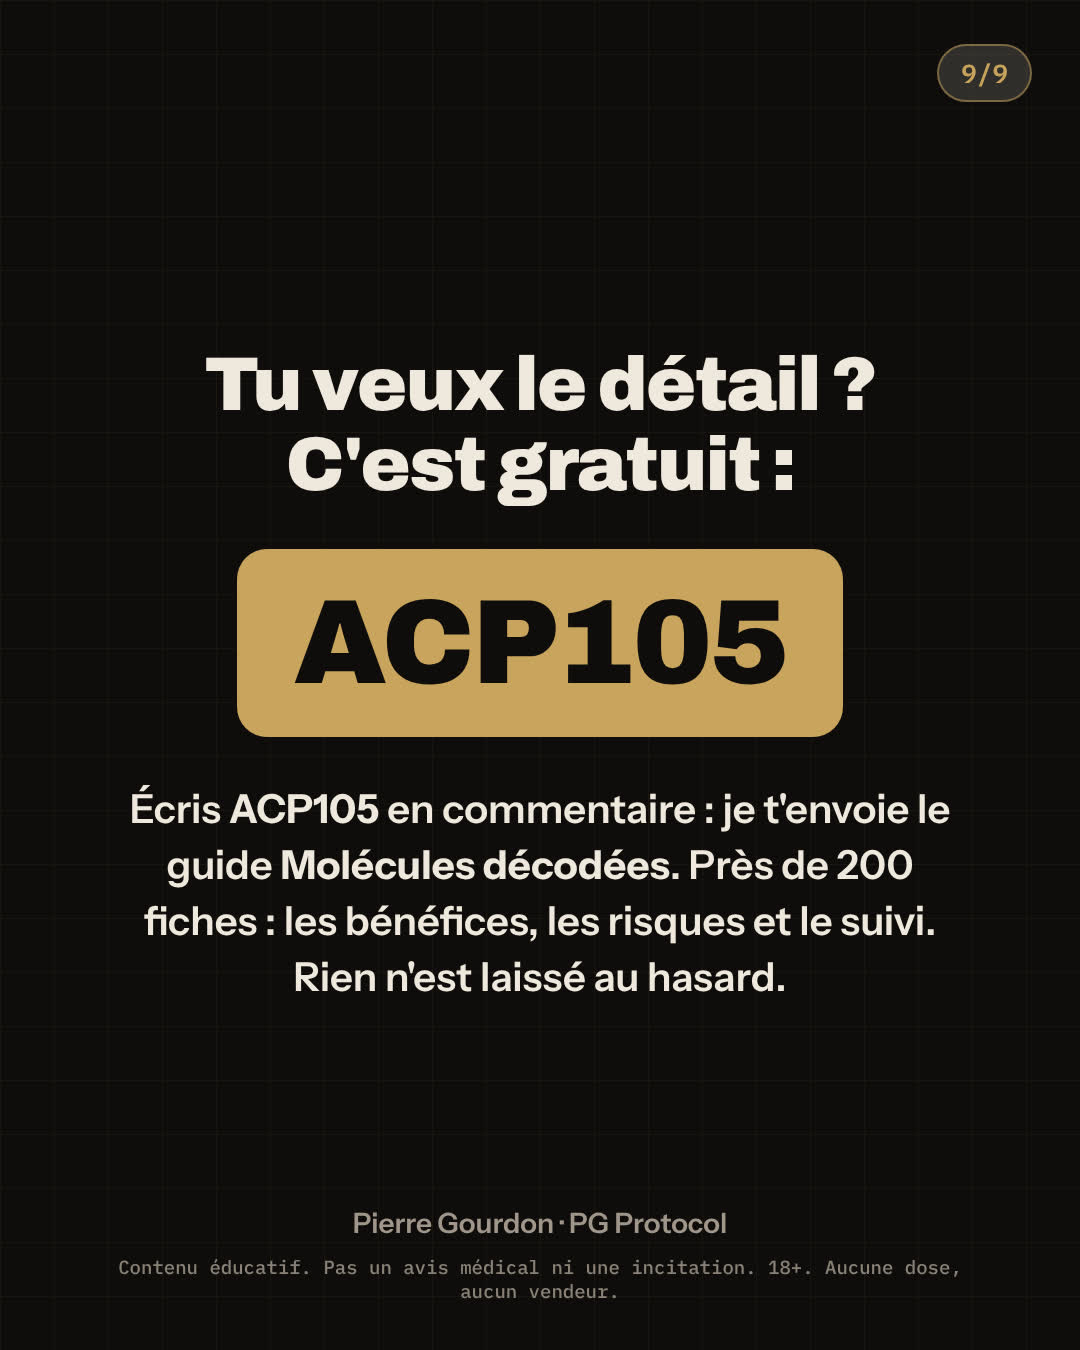 9/9
Tu veux le détail ?
C'est gratuit :
ACP105
Écris ACP105 en commentaire : je t'envoie le
guide Molécules décodées. Près de 200
fiches : les bénéfices, les risques et le suivi.
Rien n'est laissé au hasard.
Pierre Gourdon · PG Protocol
Contenu éducatif. Pas un avis médical ni une incitation. 18+. Aucune dose,
aucun vendeur.